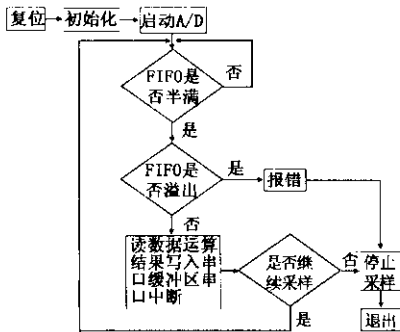 复位
初始化
启动A/D
FIFO是
否半满
否
是
FIFO是
否溢出
是
报错
否
读数据运算
结果写入串
口缓冲区串
口中断
是否继
续采样
否
停止
采样
是
退出